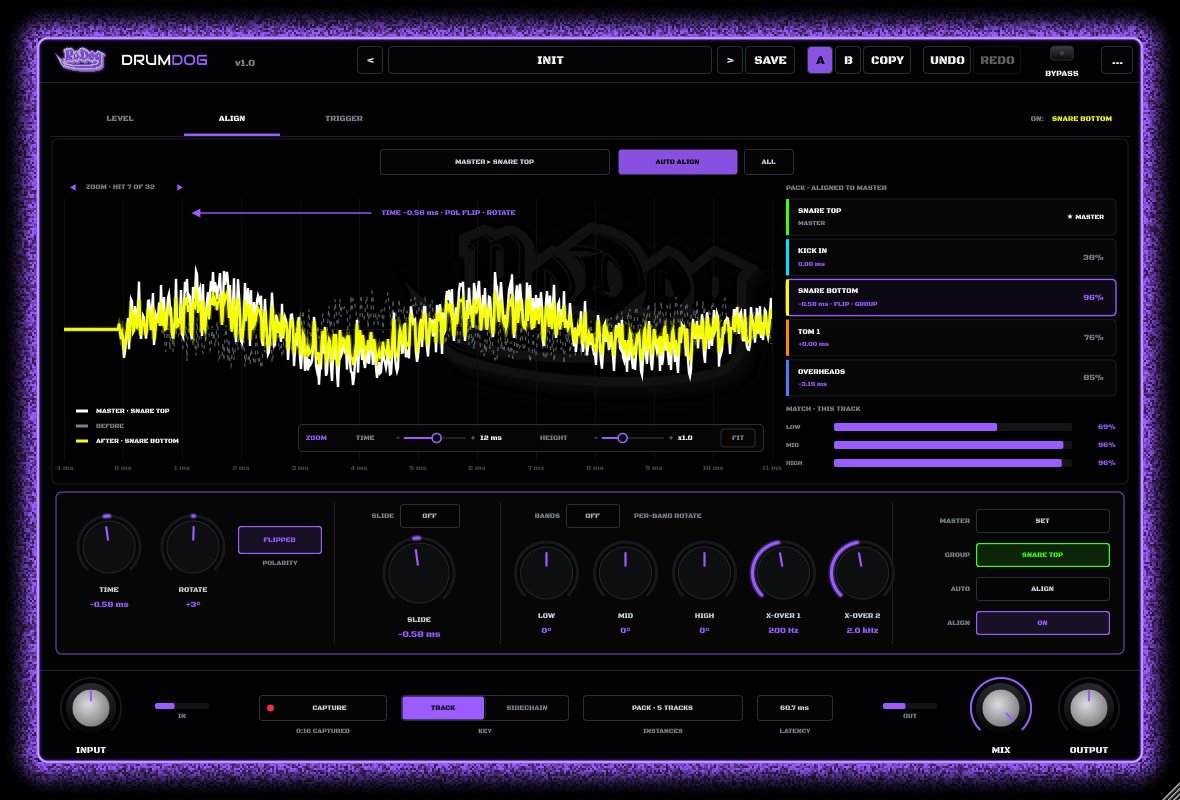 NoDog DRUMDOG v1.0 < INIT > SAVE A B COPY UNDO REDO BYPASS ...
LEVEL ALIGN TRIGGER ON: SNARE BOTTOM
MASTER ▸ SNARE TOP AUTO ALIGN ALL
◀ ZOOM · HIT 7 OF 32 ▶
TIME -0.58 ms · POL FLIP · ROTATE
NoDog
MASTER · SNARE TOP
BEFORE
AFTER · SNARE BOTTOM
ZOOM TIME - + 12 ms HEIGHT - + x1.0 FIT
-1 ms 0 ms 1 ms 2 ms 3 ms 4 ms 5 ms 6 ms 7 ms 8 ms 9 ms 10 ms 11 ms
PACK · ALIGNED TO MASTER
SNARE TOP
MASTER
★ MASTER
KICK IN
0.00 ms
38%
SNARE BOTTOM
-0.58 ms · FLIP · GROUP
96%
TOM 1
+0.00 ms
76%
OVERHEADS
-3.19 ms
85%
MATCH · THIS TRACK
LOW 69%
MID 96%
HIGH 96%
FLIPPED
POLARITY
TIME
-0.58 ms
ROTATE
+3°
SLIDE OFF
SLIDE
-0.58 ms
BANDS OFF PER-BAND ROTATE
LOW MID HIGH X-OVER 1 X-OVER 2
0° 0° 0° 200 Hz 2.0 kHz
MASTER SET
GROUP SNARE TOP
AUTO ALIGN
ALIGN ON
INPUT
IN
CAPTURE
0:16 CAPTURED
TRACK SIDECHAIN
KEY
PACK · 5 TRACKS
INSTANCES
60.7 ms
LATENCY
OUT
MIX
OUTPUT